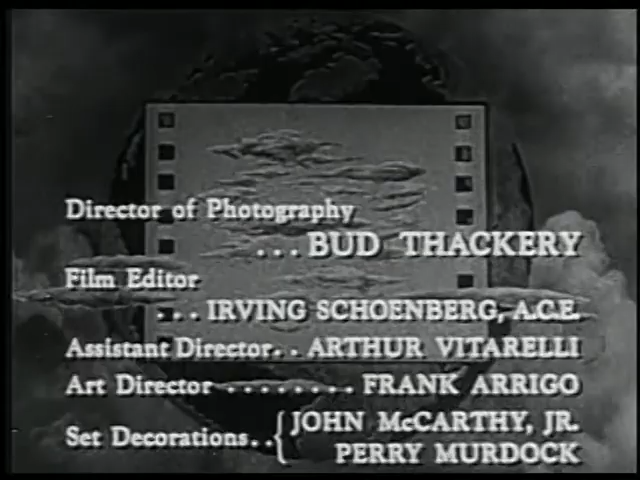 Director of Photography
...BUD THACKERY
Film Editor
...IRVING SCHOENBERG, A.C.E.
Assistant Director..ARTHUR VITARELLI
Art Director ........ FRANK ARRIGO
Set Decorations..{JOHN McCARTHY, JR.
PERRY MURDOCK